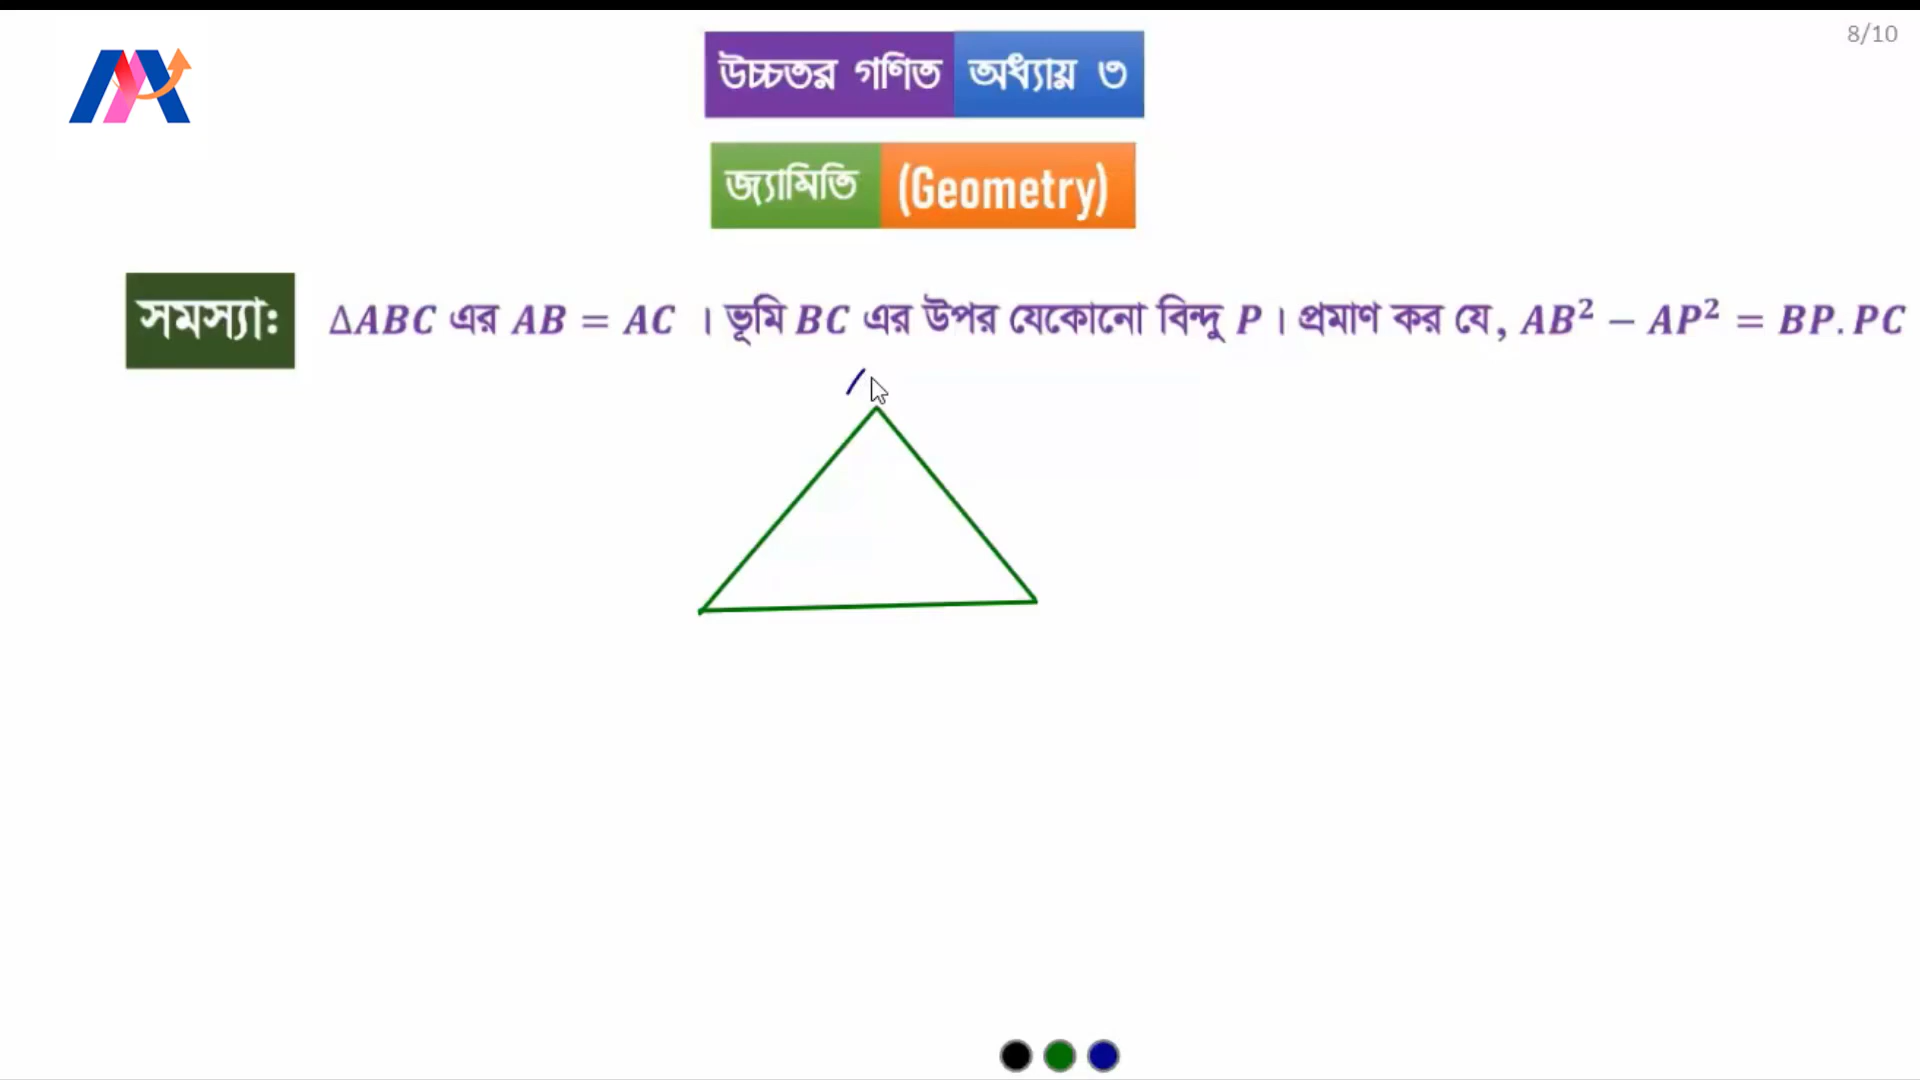 8/10
উচ্চতর গণিত অধ্যায় ৩
জ্যামিতি (Geometry)
সমস্যাঃ ΔABC এর AB = AC । ভূমি BC এর উপর যেকোনো বিন্দু P । প্রমাণ কর যে, AB² − AP² = BP.PC